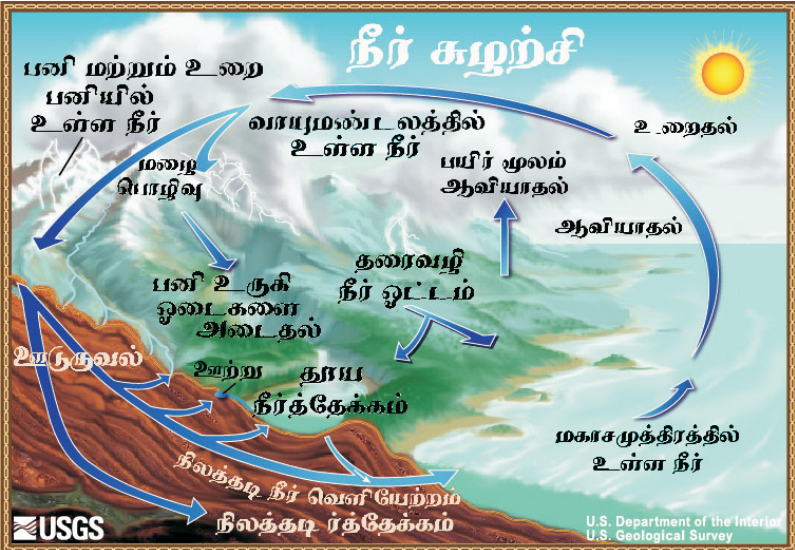 நீர் சுழற்சி
பனி மற்றும் உறை
பனியில்
உள்ள நீர்
வாயுமண்டலத்தில்
உள்ள நீர்
உறைதல்
மழை
பொழிவு
பயிர் மூலம்
ஆவியாதல்
ஆவியாதல்
பனி உருகி
ஓடைகளை
அடைதல்
தரைவழி
நீர் ஓட்டம்
ஊடுருவல்
ஊற்று
தூய
நீர்த்தேக்கம்
மகாசமுத்திரத்தில்
உள்ள நீர்
நிலத்தடி நீர் வெளியேற்றம்
நிலத்தடி ர்த்தேக்கம்
USGS
U.S. Department of the Interior
U.S. Geological Survey